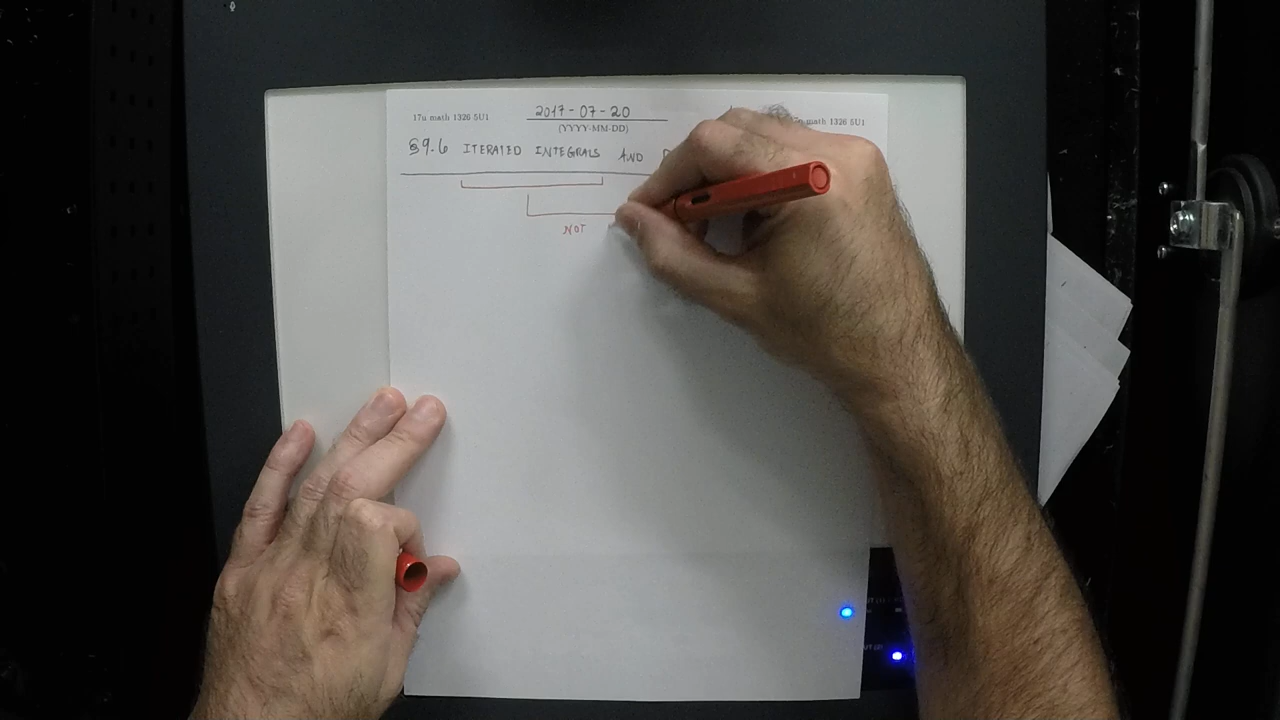 17u math 1326 5U1
2017-07-20
(YYYY-MM-DD)
math 1326 5U1
§9.6 ITERATED INTEGRALS AND
NOT